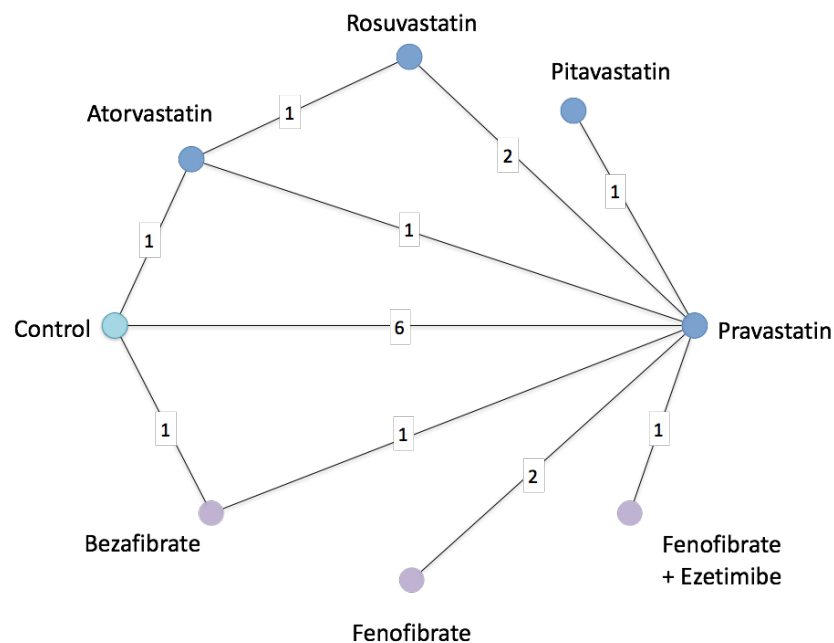 Rosuvastatin
Pitavastatin
Atorvastatin
1
2
1
1
1
Control
6
Pravastatin
1
1
1
2
Bezafibrate
Fenofibrate
+ Ezetimibe
Fenofibrate